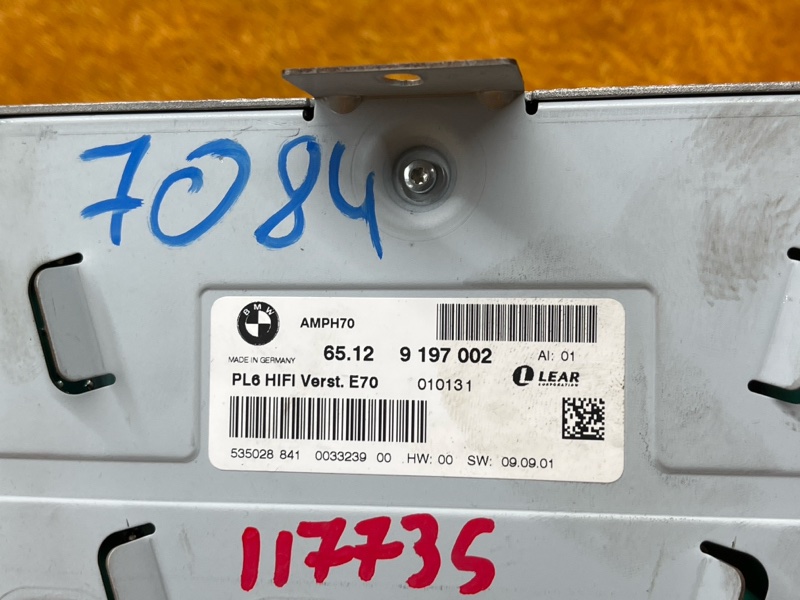 7084
BMW
AMPH70
MADE IN GERMANY 65.12 9 197 002 AI: 01
PL6 HIFI Verst. E70 010131 LEAR
CORPORATION
535028 841 0033239 00 HW: 00 SW: 09.09.01
117735